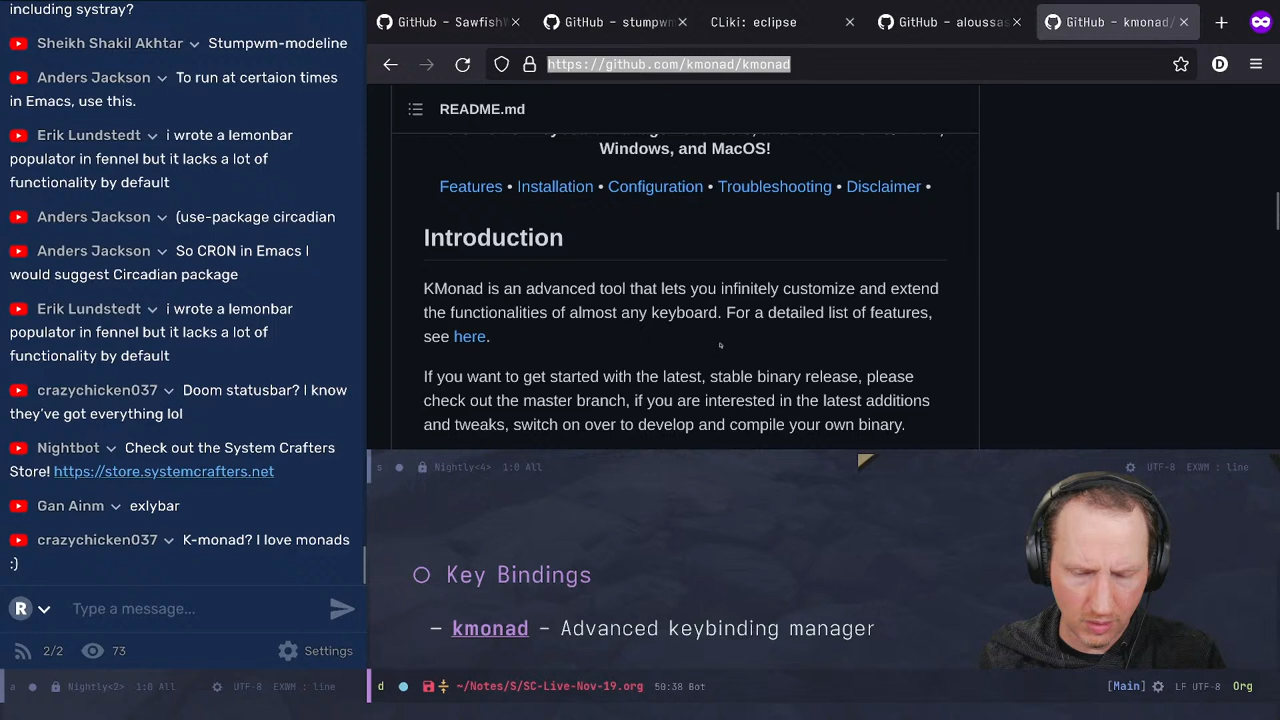 including systray?
Sheikh Shakil Akhtar Stumpwm-modeline
Anders Jackson To run at certaion times
in Emacs, use this.
Erik Lundstedt i wrote a lemonbar
populator in fennel but it lacks a lot of
functionality by default
Anders Jackson (use-package circadian
Anders Jackson So CRON in Emacs I
would suggest Circadian package
Erik Lundstedt i wrote a lemonbar
populator in fennel but it lacks a lot of
functionality by default
crazychicken037 Doom statusbar? I know
they've got everything lol
Nightbot Check out the System Crafters
Store! https://store.systemcrafters.net
Gan Ainm exlybar
crazychicken037 K-monad? I love monads
:)
R Type a message...
2/2 73 Settings
a Nightly<2> 1:0 All UTF-8 EXWM : line
GitHub – SawfishW GitHub – stumpwm CLiki: eclipse GitHub – aloussas GitHub – kmonad/
https://github.com/kmonad/kmonad
D
README.md
Windows, and MacOS!
Features • Installation • Configuration • Troubleshooting • Disclaimer •
Introduction
KMonad is an advanced tool that lets you infinitely customize and extend
the functionalities of almost any keyboard. For a detailed list of features,
see here.
If you want to get started with the latest, stable binary release, please
check out the master branch, if you are interested in the latest additions
and tweaks, switch on over to develop and compile your own binary.
s Nightly<4> 1:0 All UTF-8 EXWM : line
Key Bindings
– kmonad – Advanced keybinding manager
d ~/Notes/S/SC-Live-Nov-19.org 50:38 Bot [Main] LF UTF-8 Org